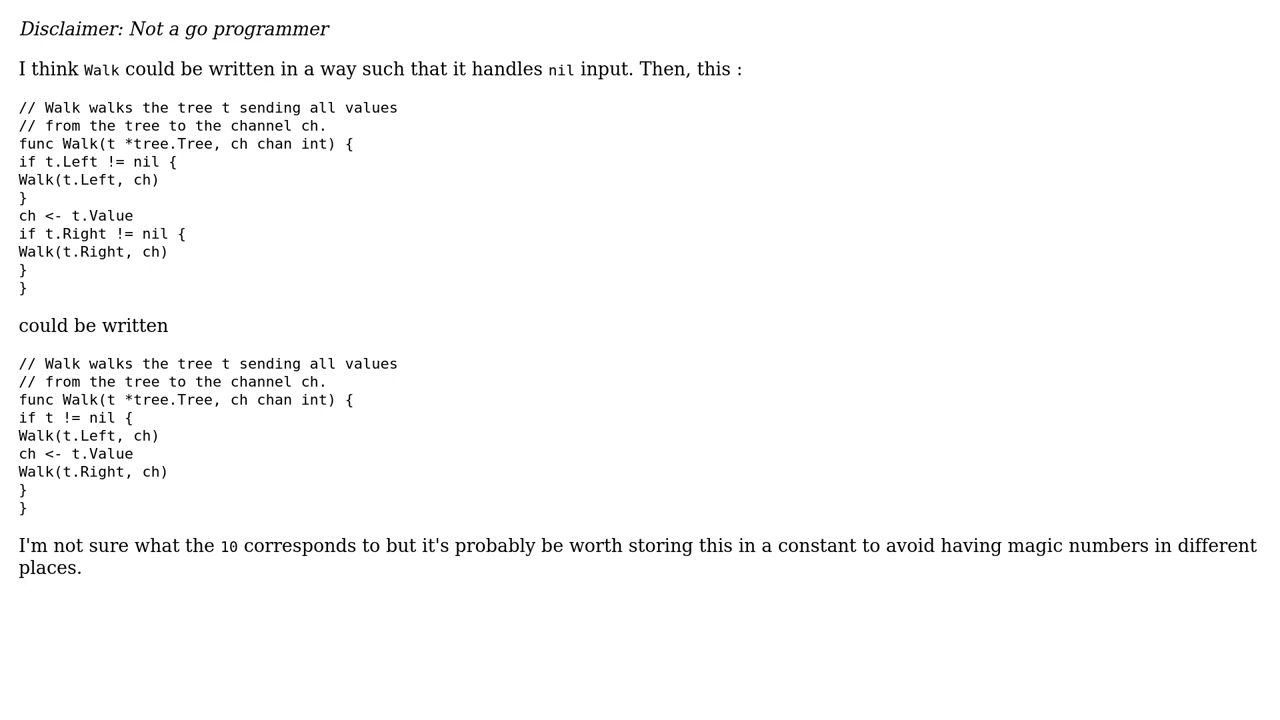 Disclaimer: Not a go programmer
I think Walk could be written in a way such that it handles nil input. Then, this :
// Walk walks the tree t sending all values
// from the tree to the channel ch.
func Walk(t *tree.Tree, ch chan int) {
if t.Left != nil {
Walk(t.Left, ch)
}
ch <- t.Value
if t.Right != nil {
Walk(t.Right, ch)
}
}
could be written
// Walk walks the tree t sending all values
// from the tree to the channel ch.
func Walk(t *tree.Tree, ch chan int) {
if t != nil {
Walk(t.Left, ch)
ch <- t.Value
Walk(t.Right, ch)
}
}
I'm not sure what the 10 corresponds to but it's probably be worth storing this in a constant to avoid having magic numbers in different
places.